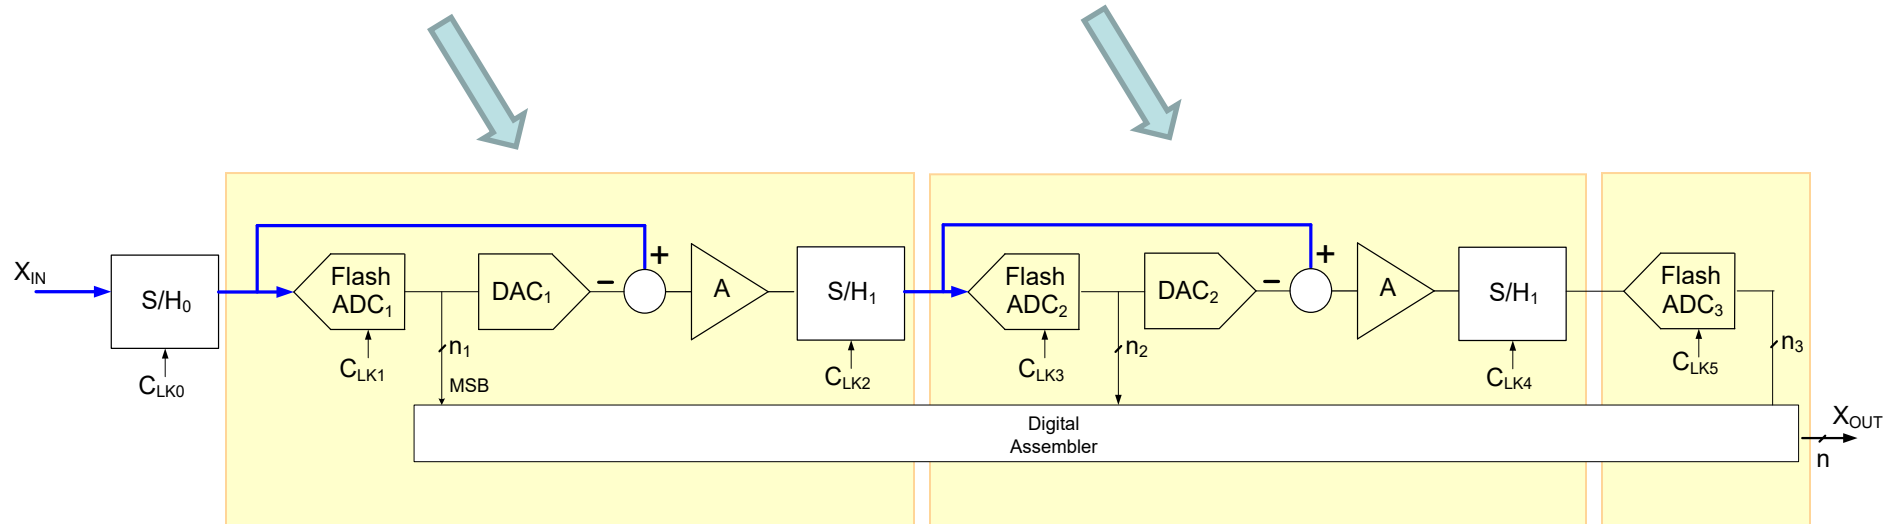 X_IN
S/H_0
C_LK0
Flash
ADC_1
C_LK1
n_1
MSB
DAC_1
−
+
A
S/H_1
C_LK2
Flash
ADC_2
C_LK3
n_2
DAC_2
−
+
A
S/H_1
C_LK4
Flash
ADC_3
C_LK5
n_3
Digital
Assembler
X_OUT
n